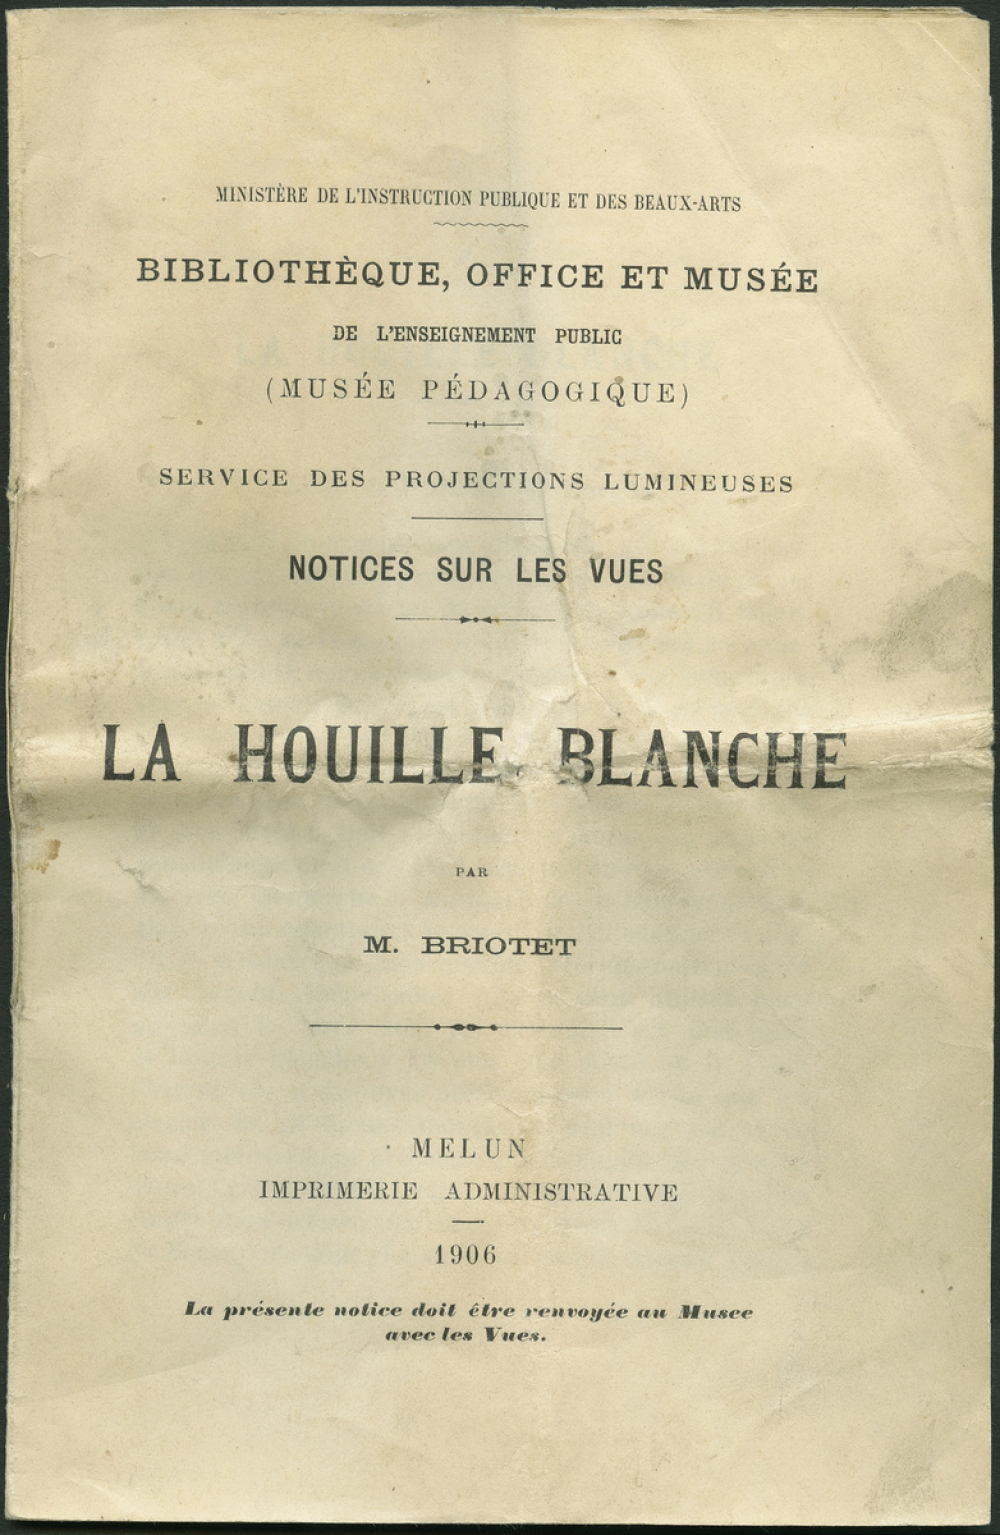 MINISTÈRE DE L'INSTRUCTION PUBLIQUE ET DES BEAUX-ARTS
BIBLIOTHÈQUE, OFFICE ET MUSÉE
DE L'ENSEIGNEMENT PUBLIC
(MUSÉE PÉDAGOGIQUE)
SERVICE DES PROJECTIONS LUMINEUSES
NOTICES SUR LES VUES
LA HOUILLE BLANCHE
PAR
M. BRIOTET
MELUN
IMPRIMERIE ADMINISTRATIVE
1906
La présente notice doit être renvoyée au Musee
avec les Vues.